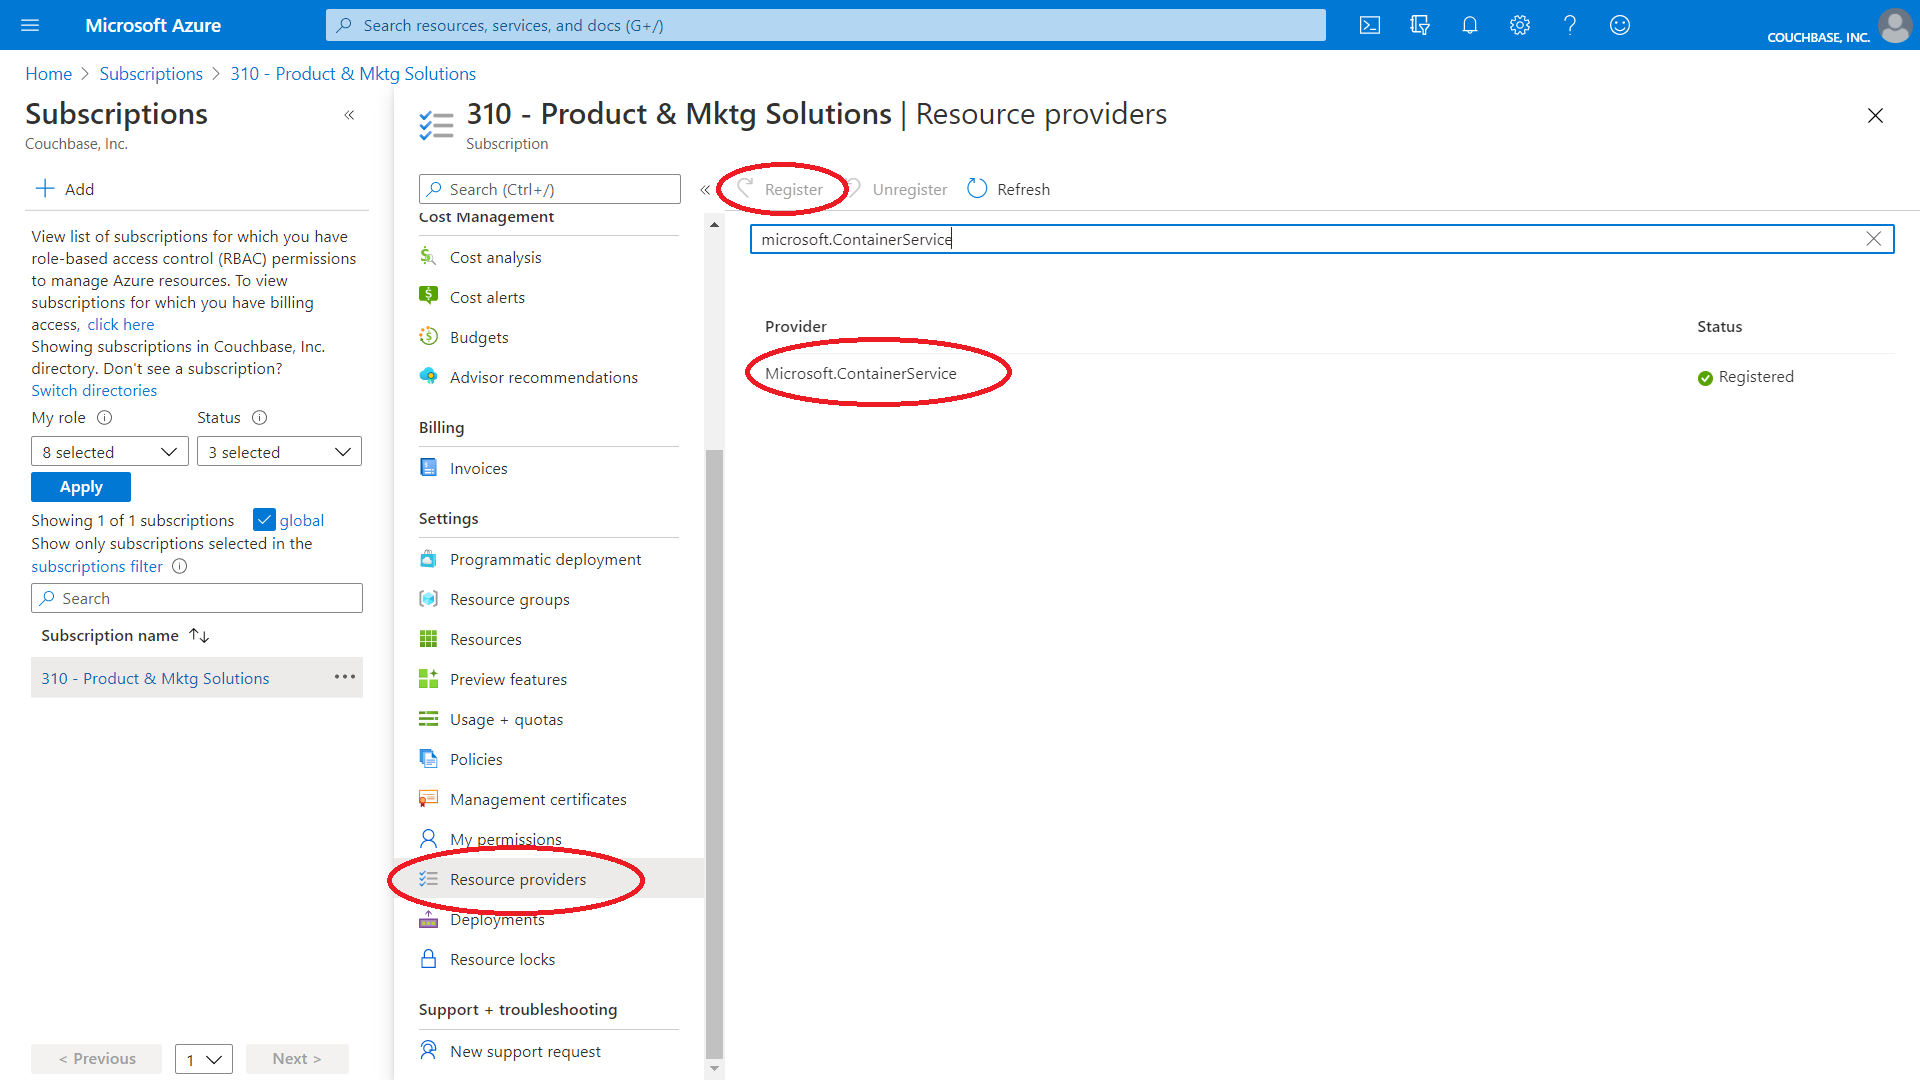 Microsoft Azure
Search resources, services, and docs (G+/)
COUCHBASE, INC.
Home > Subscriptions > 310 - Product & Mktg Solutions
Subscriptions
Couchbase, Inc.
Add
View list of subscriptions for which you have
role-based access control (RBAC) permissions
to manage Azure resources. To view
subscriptions for which you have billing
access, click here
Showing subscriptions in Couchbase, Inc.
directory. Don't see a subscription?
Switch directories
My role Status
8 selected 3 selected
Apply
Showing 1 of 1 subscriptions global
Show only subscriptions selected in the
subscriptions filter
Search
Subscription name
310 - Product & Mktg Solutions
< Previous 1 Next >
310 - Product & Mktg Solutions | Resource providers
Subscription
Search (Ctrl+/)
Cost Management
Cost analysis
Cost alerts
Budgets
Advisor recommendations
Billing
Invoices
Settings
Programmatic deployment
Resource groups
Resources
Preview features
Usage + quotas
Policies
Management certificates
My permissions
Resource providers
Deployments
Resource locks
Support + troubleshooting
New support request
Register Unregister Refresh
microsoft.ContainerService
Provider Status
Microsoft.ContainerService Registered